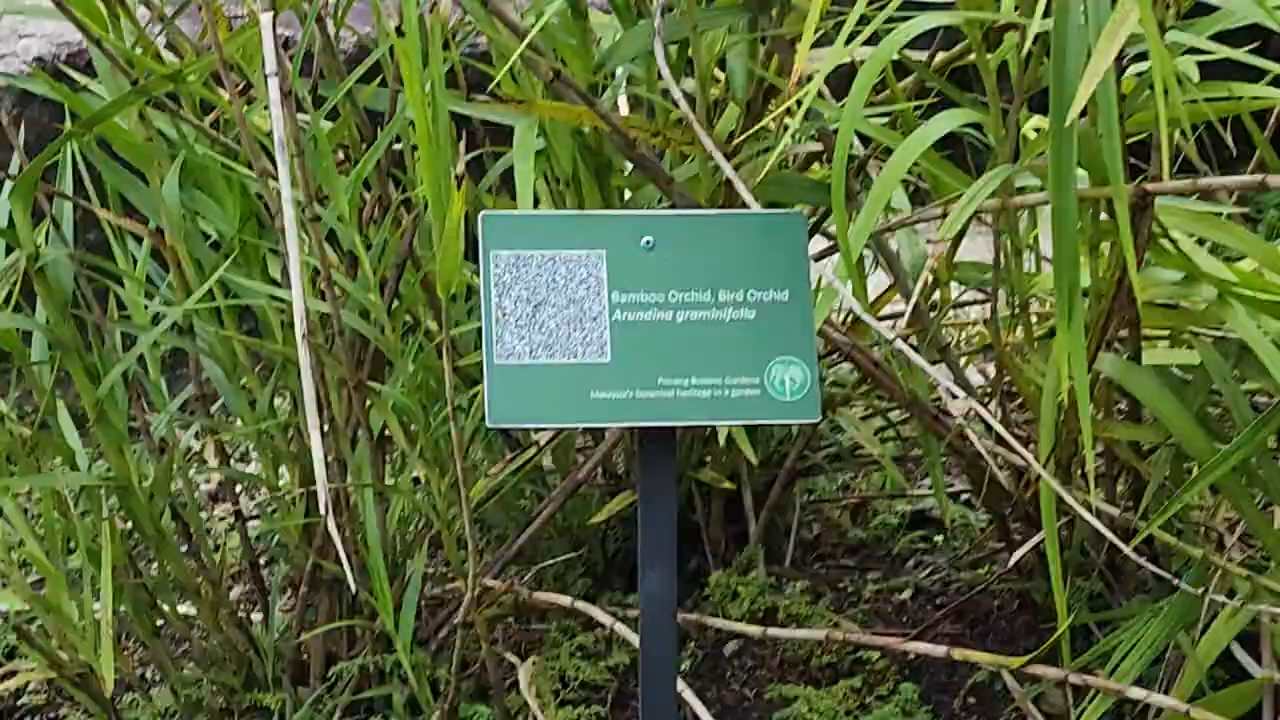 Bamboo Orchid, Bird Orchid
Arundina graminifolia
Penang Botanic Gardens
Malaysia's botanical heritage in a garden